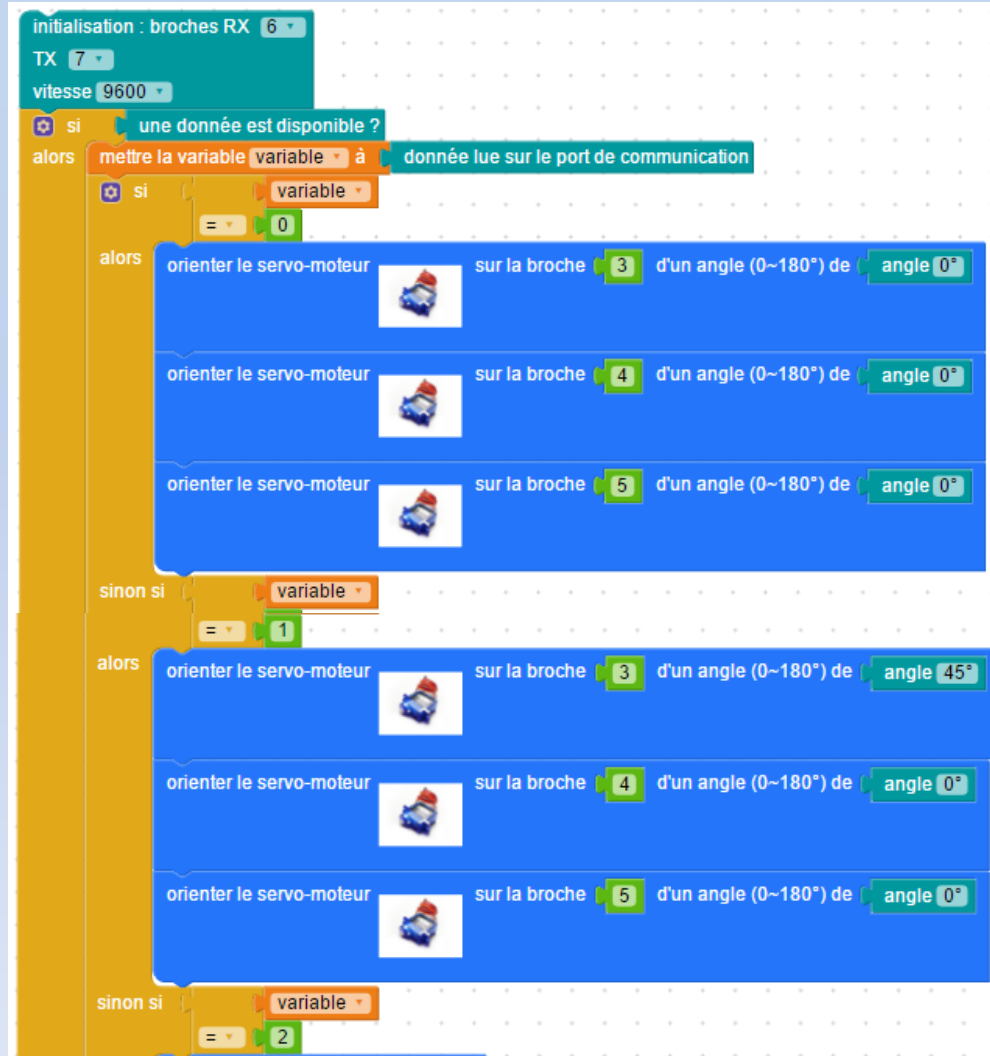 initialisation : broches RX 6
TX 7
vitesse 9600
si une donnée est disponible ?
alors mettre la variable variable à donnée lue sur le port de communication
si variable
= 0
alors orienter le servo-moteur sur la broche 3 d'un angle (0~180°) de angle 0°
orienter le servo-moteur sur la broche 4 d'un angle (0~180°) de angle 0°
orienter le servo-moteur sur la broche 5 d'un angle (0~180°) de angle 0°
sinon si variable
= 1
alors orienter le servo-moteur sur la broche 3 d'un angle (0~180°) de angle 45°
orienter le servo-moteur sur la broche 4 d'un angle (0~180°) de angle 0°
orienter le servo-moteur sur la broche 5 d'un angle (0~180°) de angle 0°
sinon si variable
= 2